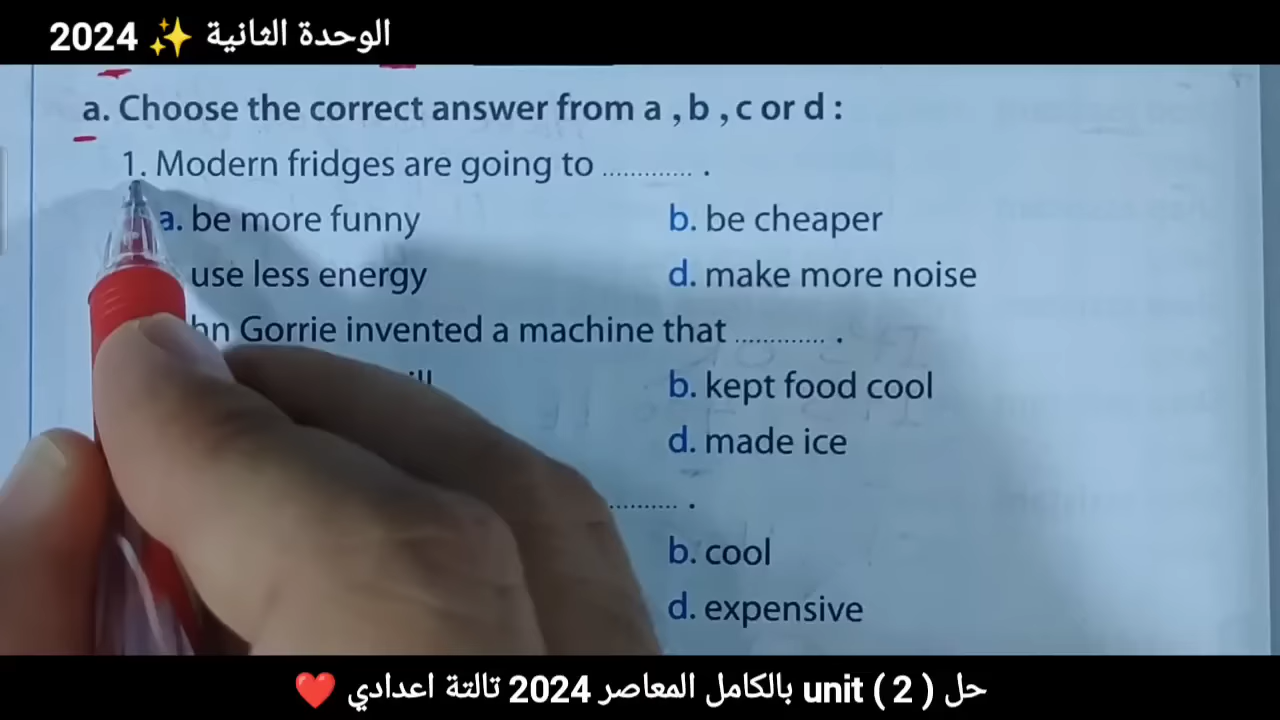 الوحدة الثانية ✨ 2024
a. Choose the correct answer from a , b , c or d :
1. Modern fridges are going to ............. .
a. be more funny
b. be cheaper
use less energy
d. make more noise
Gorrie invented a machine that ............. .
b. kept food cool
d. made ice
............. .
b. cool
d. expensive
حل unit ( 2 ) بالكامل المعاصر 2024 تالتة اعدادي ❤️